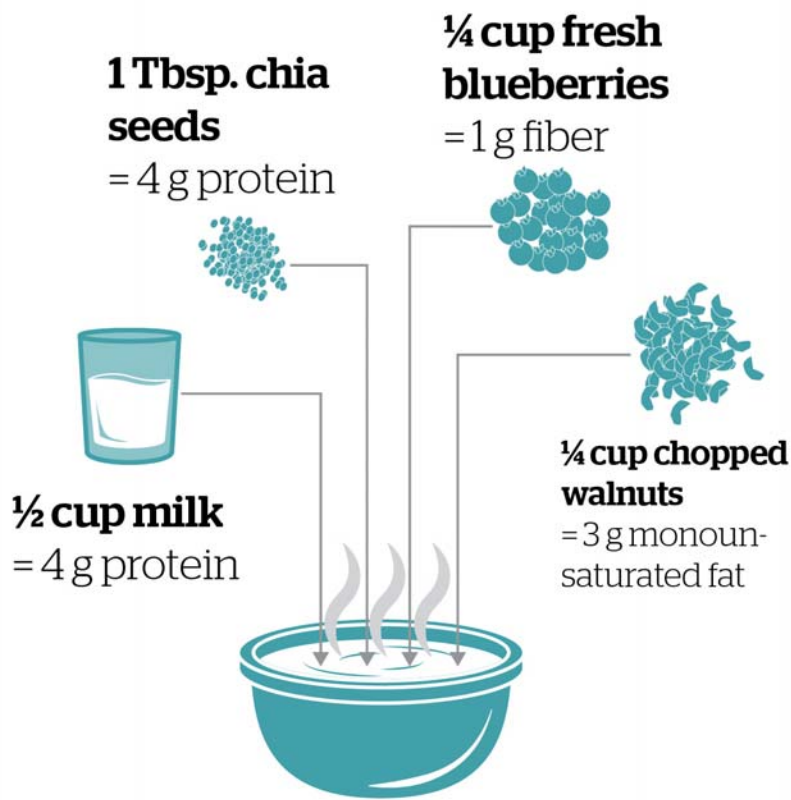 1 Tbsp. chia
seeds
= 4 g protein
¼ cup fresh
blueberries
= 1 g fiber
½ cup milk
= 4 g protein
¼ cup chopped
walnuts
= 3 g monoun-
saturated fat